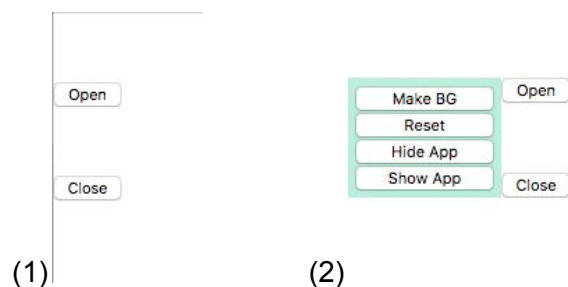 Open
Close
(1)
Make BG
Reset
Hide App
Show App
Open
Close
(2)